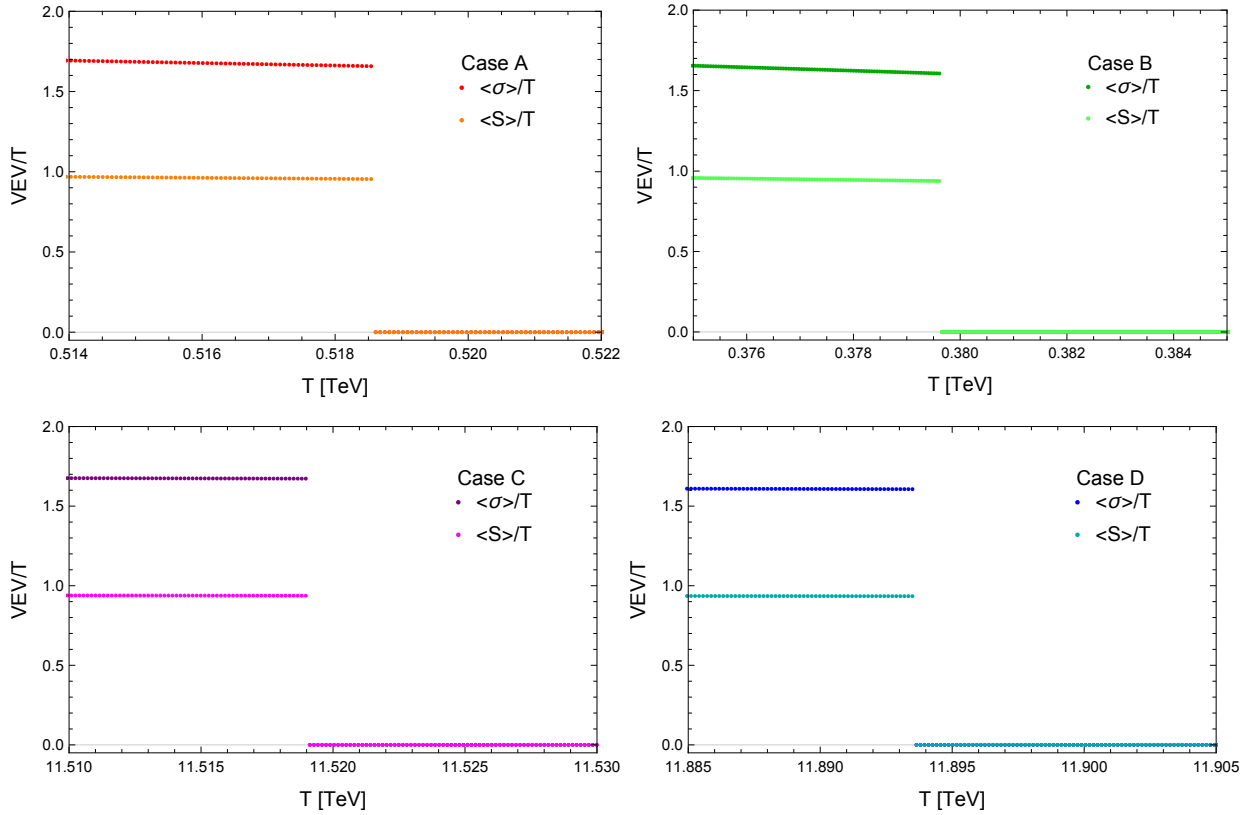 2.0
1.5
1.0
0.5
0.0
VEV/T
Case A
<σ>/T
<S>/T
0.514
0.516
0.518
0.520
0.522
T [TeV]
2.0
1.5
1.0
0.5
0.0
VEV/T
Case B
<σ>/T
<S>/T
0.376
0.378
0.380
0.382
0.384
T [TeV]
2.0
1.5
1.0
0.5
0.0
VEV/T
Case C
<σ>/T
<S>/T
11.510
11.515
11.520
11.525
11.530
T [TeV]
2.0
1.5
1.0
0.5
0.0
VEV/T
Case D
<σ>/T
<S>/T
11.885
11.890
11.895
11.900
11.905
T [TeV]